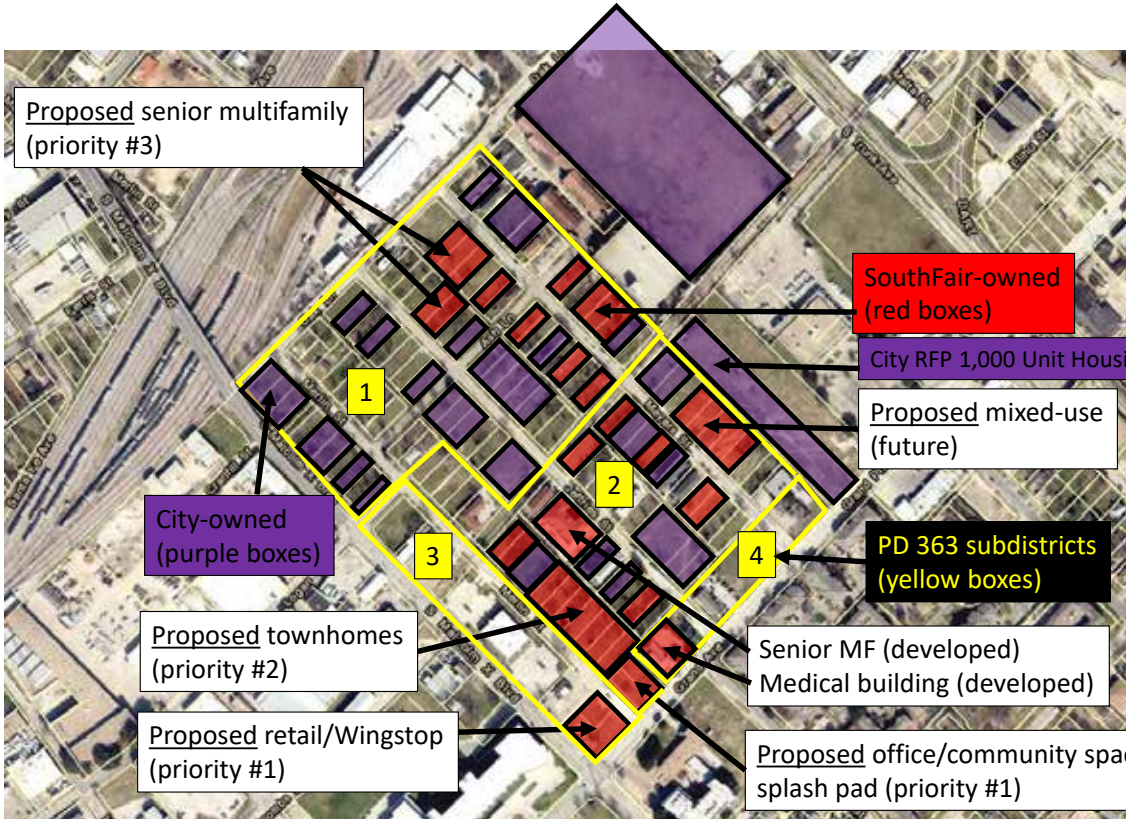 Proposed senior multifamily
(priority #3)
SouthFair-owned
(red boxes)
City RFP 1,000 Unit Housi
Proposed mixed-use
(future)
1
2
City-owned
(purple boxes)
3
4
PD 363 subdistricts
(yellow boxes)
Proposed townhomes
(priority #2)
Senior MF (developed)
Medical building (developed)
Proposed retail/Wingstop
(priority #1)
Proposed office/community spac
splash pad (priority #1)